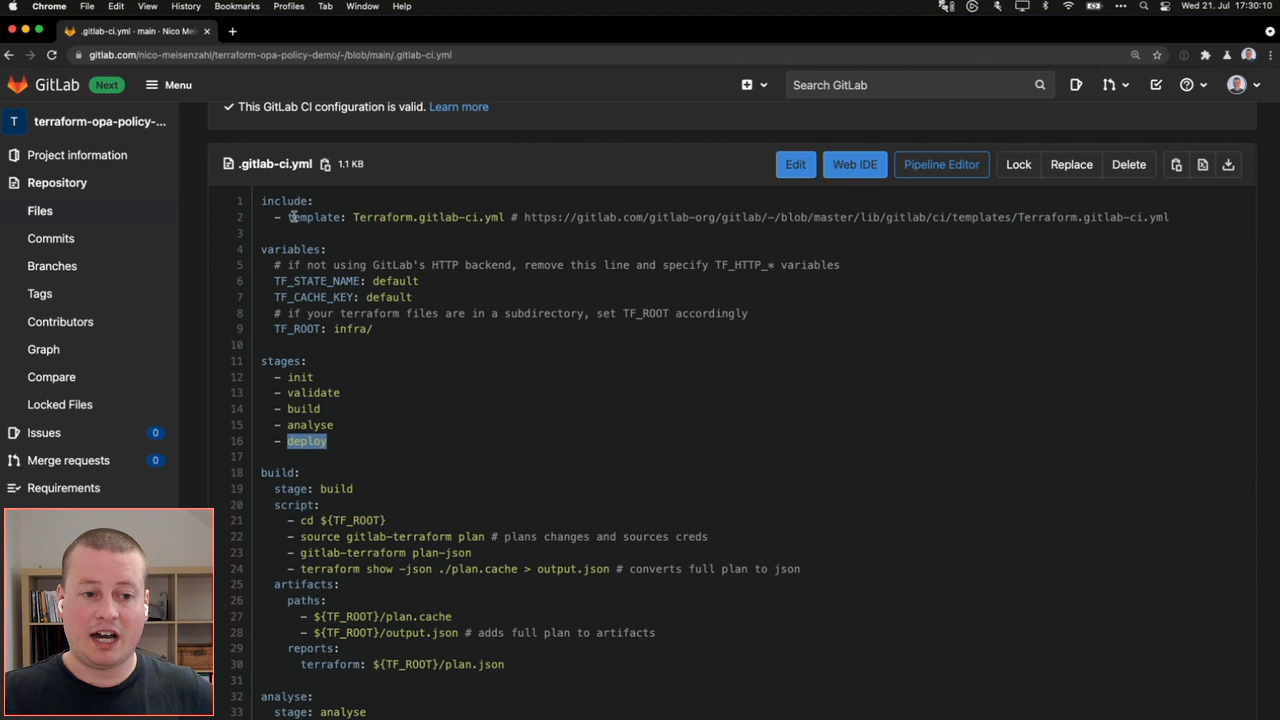 Chrome File Edit View History Bookmarks Profiles Tab Window Help Wed 21. Jul 17:30:10
.gitlab-ci.yml · main · Nico Mei
gitlab.com/nico-meisenzahl/terraform-opa-policy-demo/-/blob/main/.gitlab-ci.yml
GitLab Next Menu Search GitLab
T terraform-opa-policy-...
Project information
Repository
Files
Commits
Branches
Tags
Contributors
Graph
Compare
Locked Files
Issues 0
Merge requests 0
Requirements
This GitLab CI configuration is valid. Learn more
.gitlab-ci.yml 1.1 KB Edit Web IDE Pipeline Editor Lock Replace Delete
1 include:
2 - template: Terraform.gitlab-ci.yml # https://gitlab.com/gitlab-org/gitlab/-/blob/master/lib/gitlab/ci/templates/Terraform.gitlab-ci.yml
3
4 variables:
5 # if not using GitLab's HTTP backend, remove this line and specify TF_HTTP_* variables
6 TF_STATE_NAME: default
7 TF_CACHE_KEY: default
8 # if your terraform files are in a subdirectory, set TF_ROOT accordingly
9 TF_ROOT: infra/
10
11 stages:
12 - init
13 - validate
14 - build
15 - analyse
16 - deploy
17
18 build:
19 stage: build
20 script:
21 - cd ${TF_ROOT}
22 - source gitlab-terraform plan # plans changes and sources creds
23 - gitlab-terraform plan-json
24 - terraform show -json ./plan.cache > output.json # converts full plan to json
25 artifacts:
26 paths:
27 - ${TF_ROOT}/plan.cache
28 - ${TF_ROOT}/output.json # adds full plan to artifacts
29 reports:
30 terraform: ${TF_ROOT}/plan.json
31
32 analyse:
33 stage: analyse